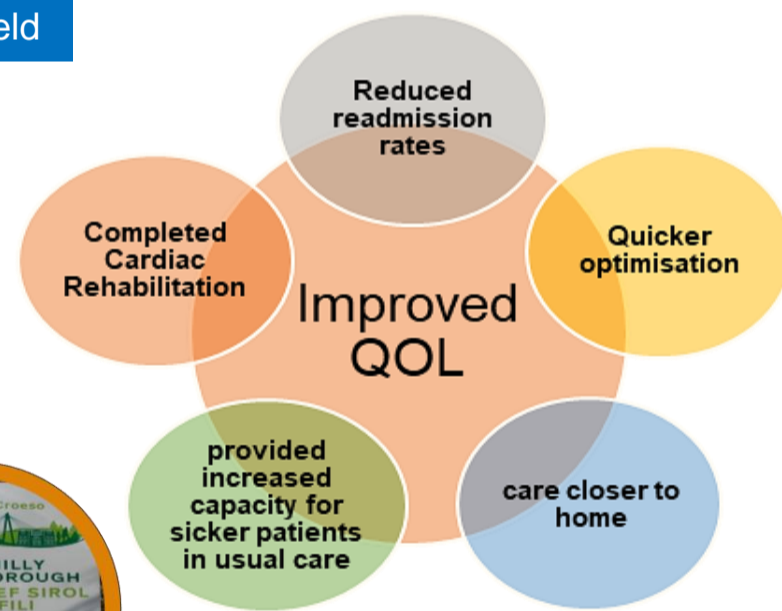 eld
Reduced
readmission
rates
Completed
Cardiac
Rehabilitation
Quicker
optimisation
Improved
QOL
provided
increased
capacity for
sicker patients
in usual care
care closer to
home
Croeso
ILLY
OROUGH
EF SIROL
FILI